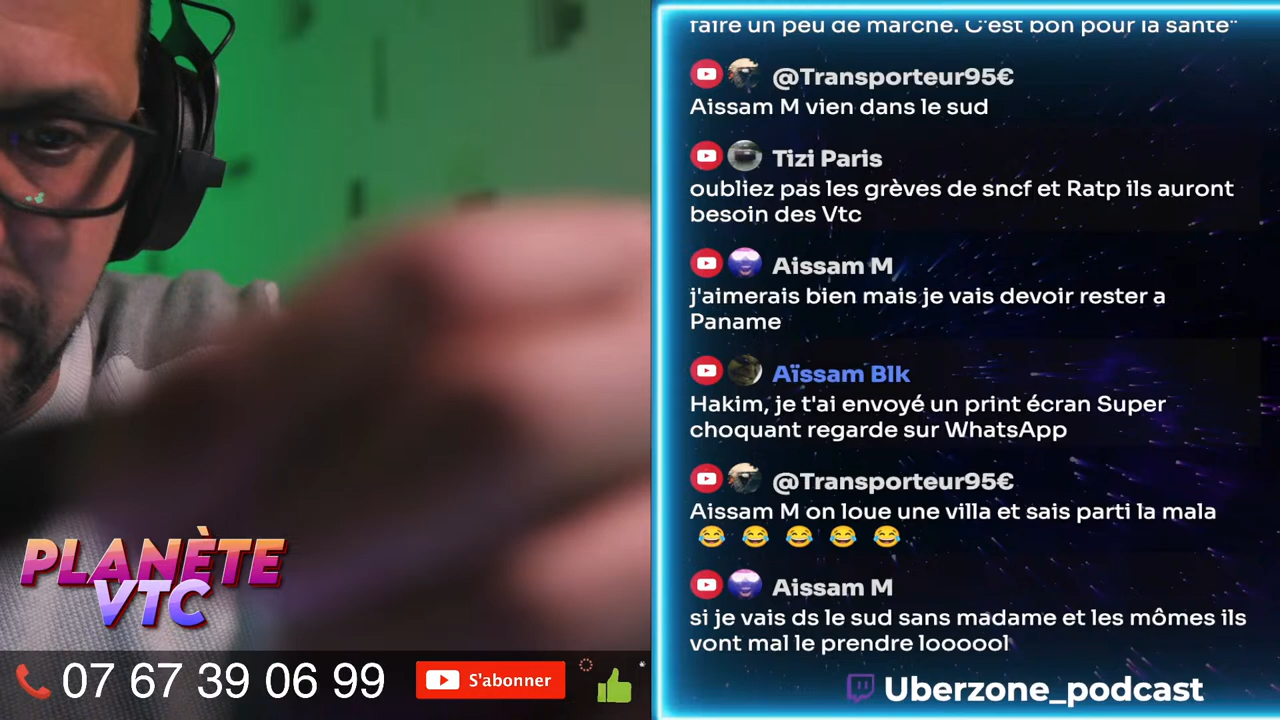 faire un peu de marche. C'est bon pour la santé"
@Transporteur95€
Aissam M vien dans le sud
Tizi Paris
oubliez pas les grèves de sncf et Ratp ils auront
besoin des Vtc
Aissam M
j'aimerais bien mais je vais devoir rester a
Paname
Aïssam Blk
Hakim, je t'ai envoyé un print écran Super
choquant regarde sur WhatsApp
@Transporteur95€
Aissam M on loue une villa et sais parti la mala
😂 😂 😂 😂 😂
Aissam M
si je vais ds le sud sans madame et les mômes ils
vont mal le prendre loooool
PLANÈTE
VTC
07 67 39 06 99
S'abonner
Uberzone_podcast